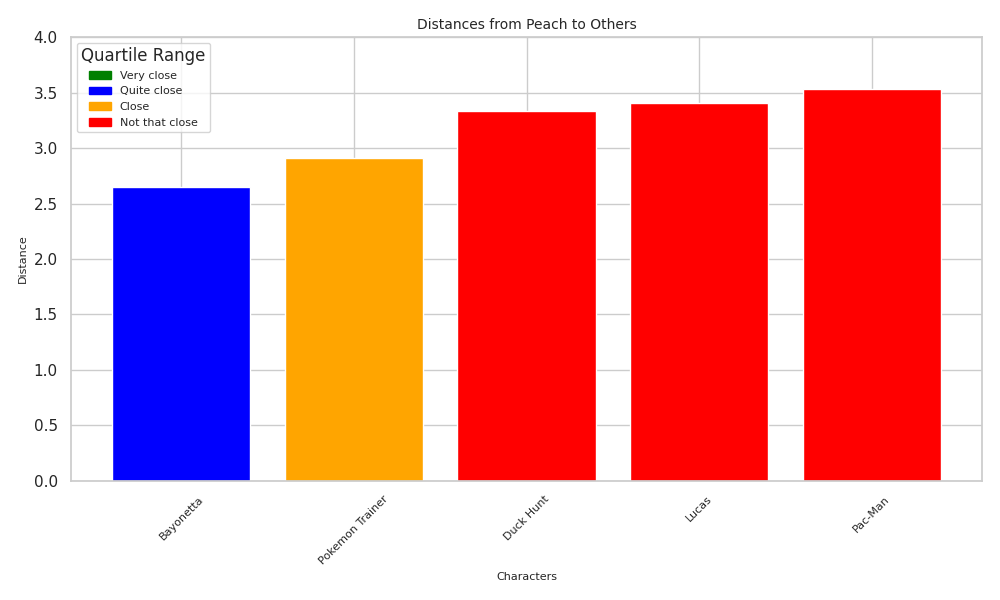 Distances from Peach to Others
4.0
3.5
3.0
2.5
2.0
1.5
1.0
0.5
0.0
Distance
Quartile Range
Very close
Quite close
Close
Not that close
Bayonetta
Pokemon Trainer
Duck Hunt
Lucas
Pac-Man
Characters